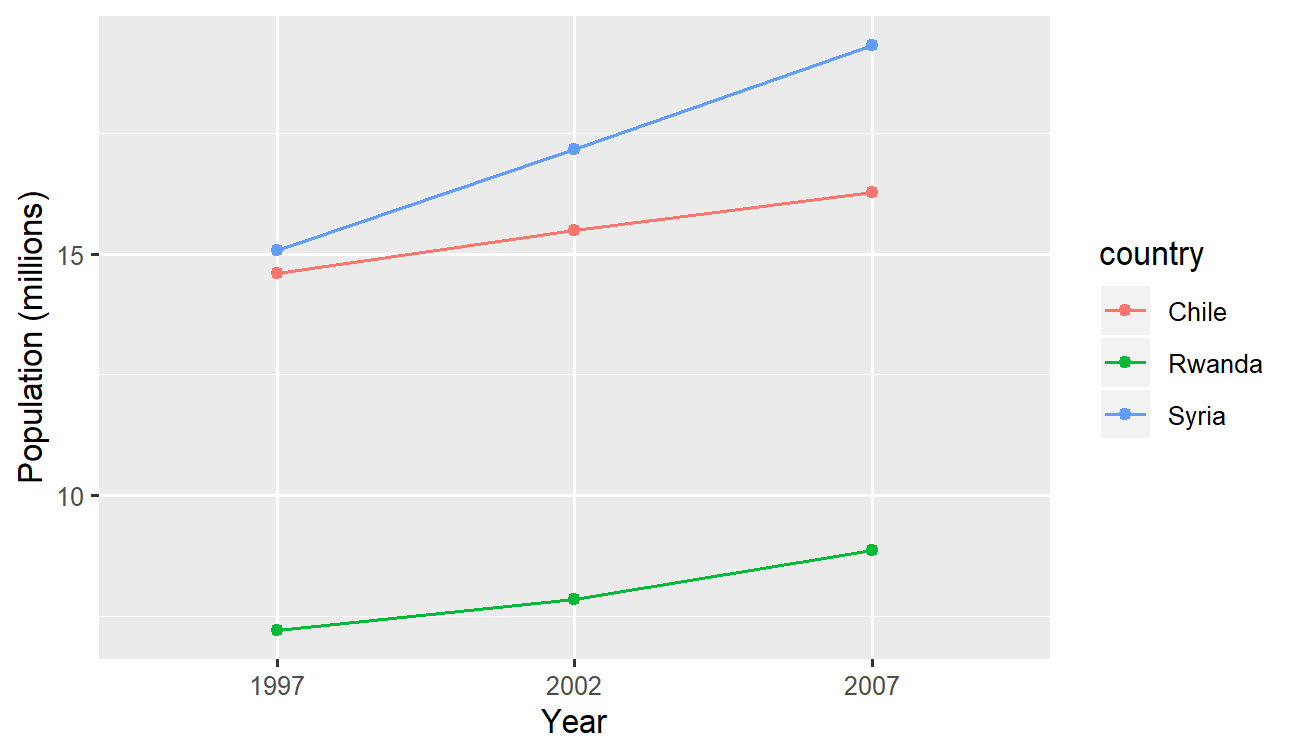 Population (millions)
15
10
1997
2002
2007
Year
country
Chile
Rwanda
Syria